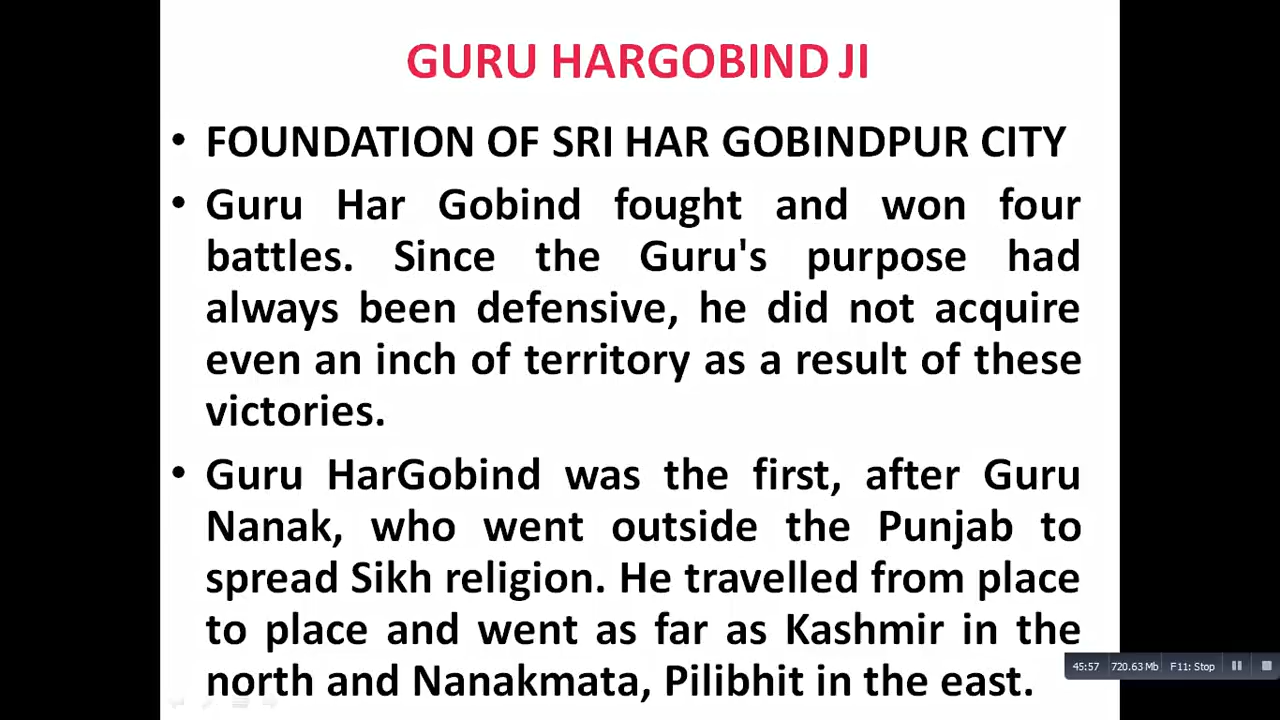 GURU HARGOBIND JI
• FOUNDATION OF SRI HAR GOBINDPUR CITY
• Guru Har Gobind fought and won four
battles. Since the Guru's purpose had
always been defensive, he did not acquire
even an inch of territory as a result of these
victories.
• Guru HarGobind was the first, after Guru
Nanak, who went outside the Punjab to
spread Sikh religion. He travelled from place
to place and went as far as Kashmir in the
north and Nanakmata, Pilibhit in the east.
45:57 720.63 Mb F11: Stop